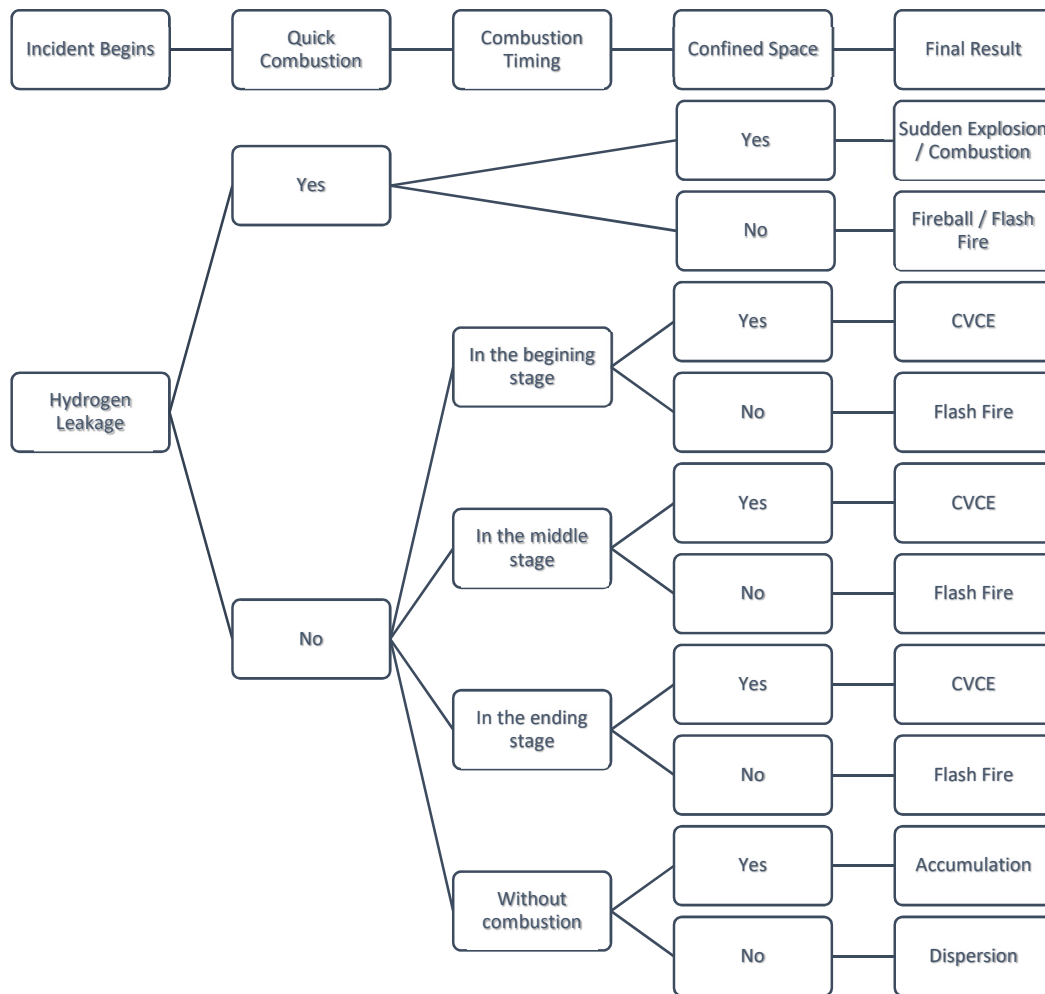 Incident Begins
Quick
Combustion
Combustion
Timing
Confined Space
Final Result
Yes
Yes
Sudden Explosion
/ Combustion
No
Fireball / Flash
Fire
Hydrogen
Leakage
In the begining
stage
Yes
CVCE
No
Flash Fire
In the middle
stage
Yes
CVCE
No
Flash Fire
No
In the ending
stage
Yes
CVCE
No
Flash Fire
Without
combustion
Yes
Accumulation
No
Dispersion